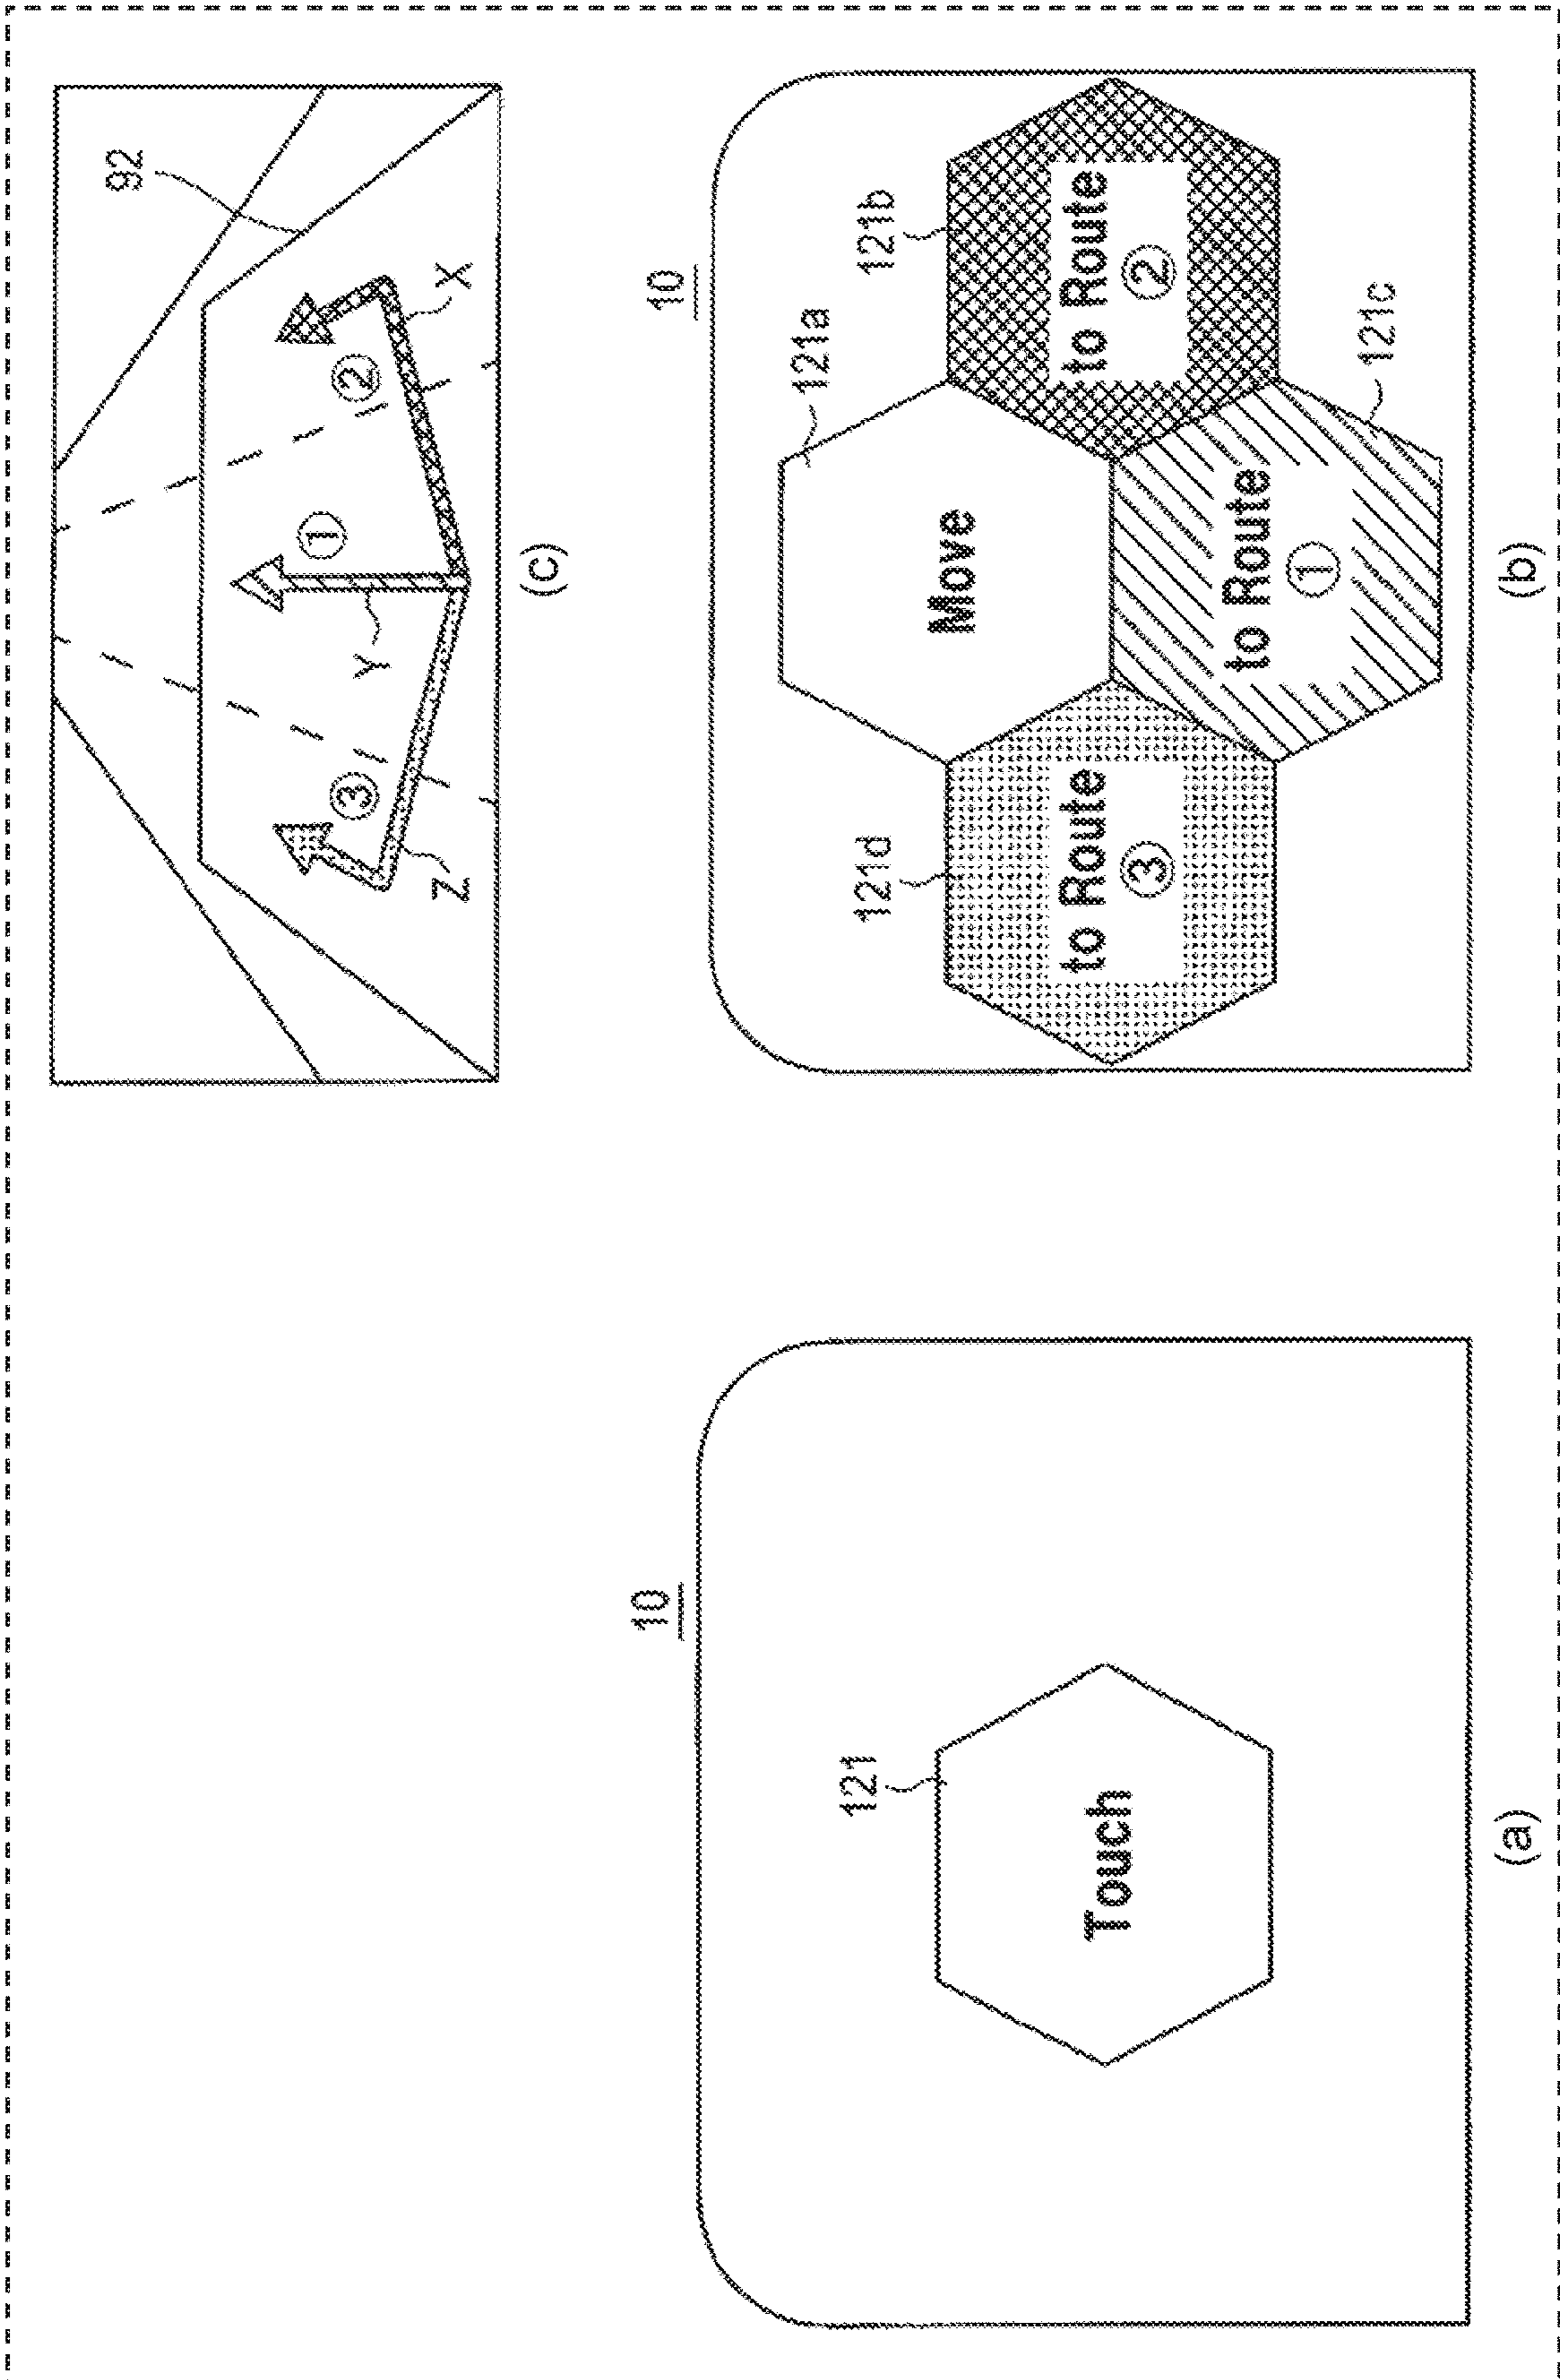 10
121
Touch
(a)
92
①
③
②
Y
Z
X
(c)
10
121a
121d
121b
Move
to Route
③
to Route
②
to Route
①
121c
(b)